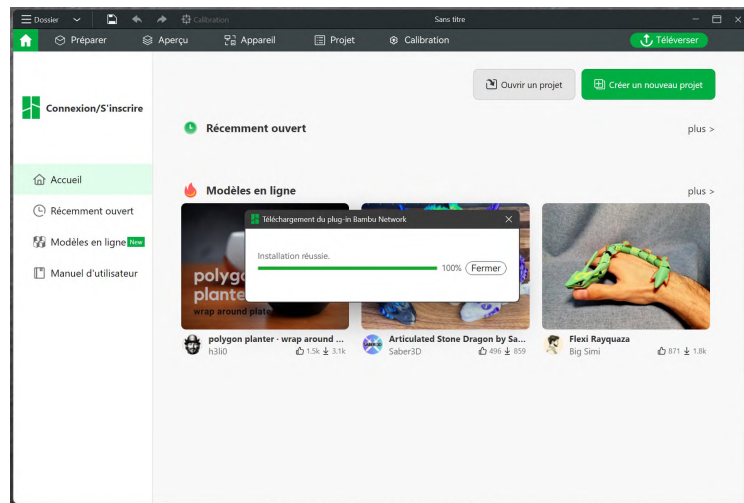 Dossier
Calibration
Sans titre
Préparer
Aperçu
Appareil
Projet
Calibration
Téléverser
Connexion/S'inscrire
Ouvrir un projet
Créer un nouveau projet
Récemment ouvert
plus >
Accueil
Récemment ouvert
Modèles en ligne New
Manuel d'utilisateur
Modèles en ligne
plus >
Téléchargement du plug-in Bambu Network
Installation réussie.
100%
Fermer
polygo
plante
wrap around plate
polygon planter · wrap around ...
h3li0
1.5k
3.1k
SABER3D
Articulated Stone Dragon by Sa...
Saber3D
496
859
Flexi Rayquaza
Big Simi
871
1.8k